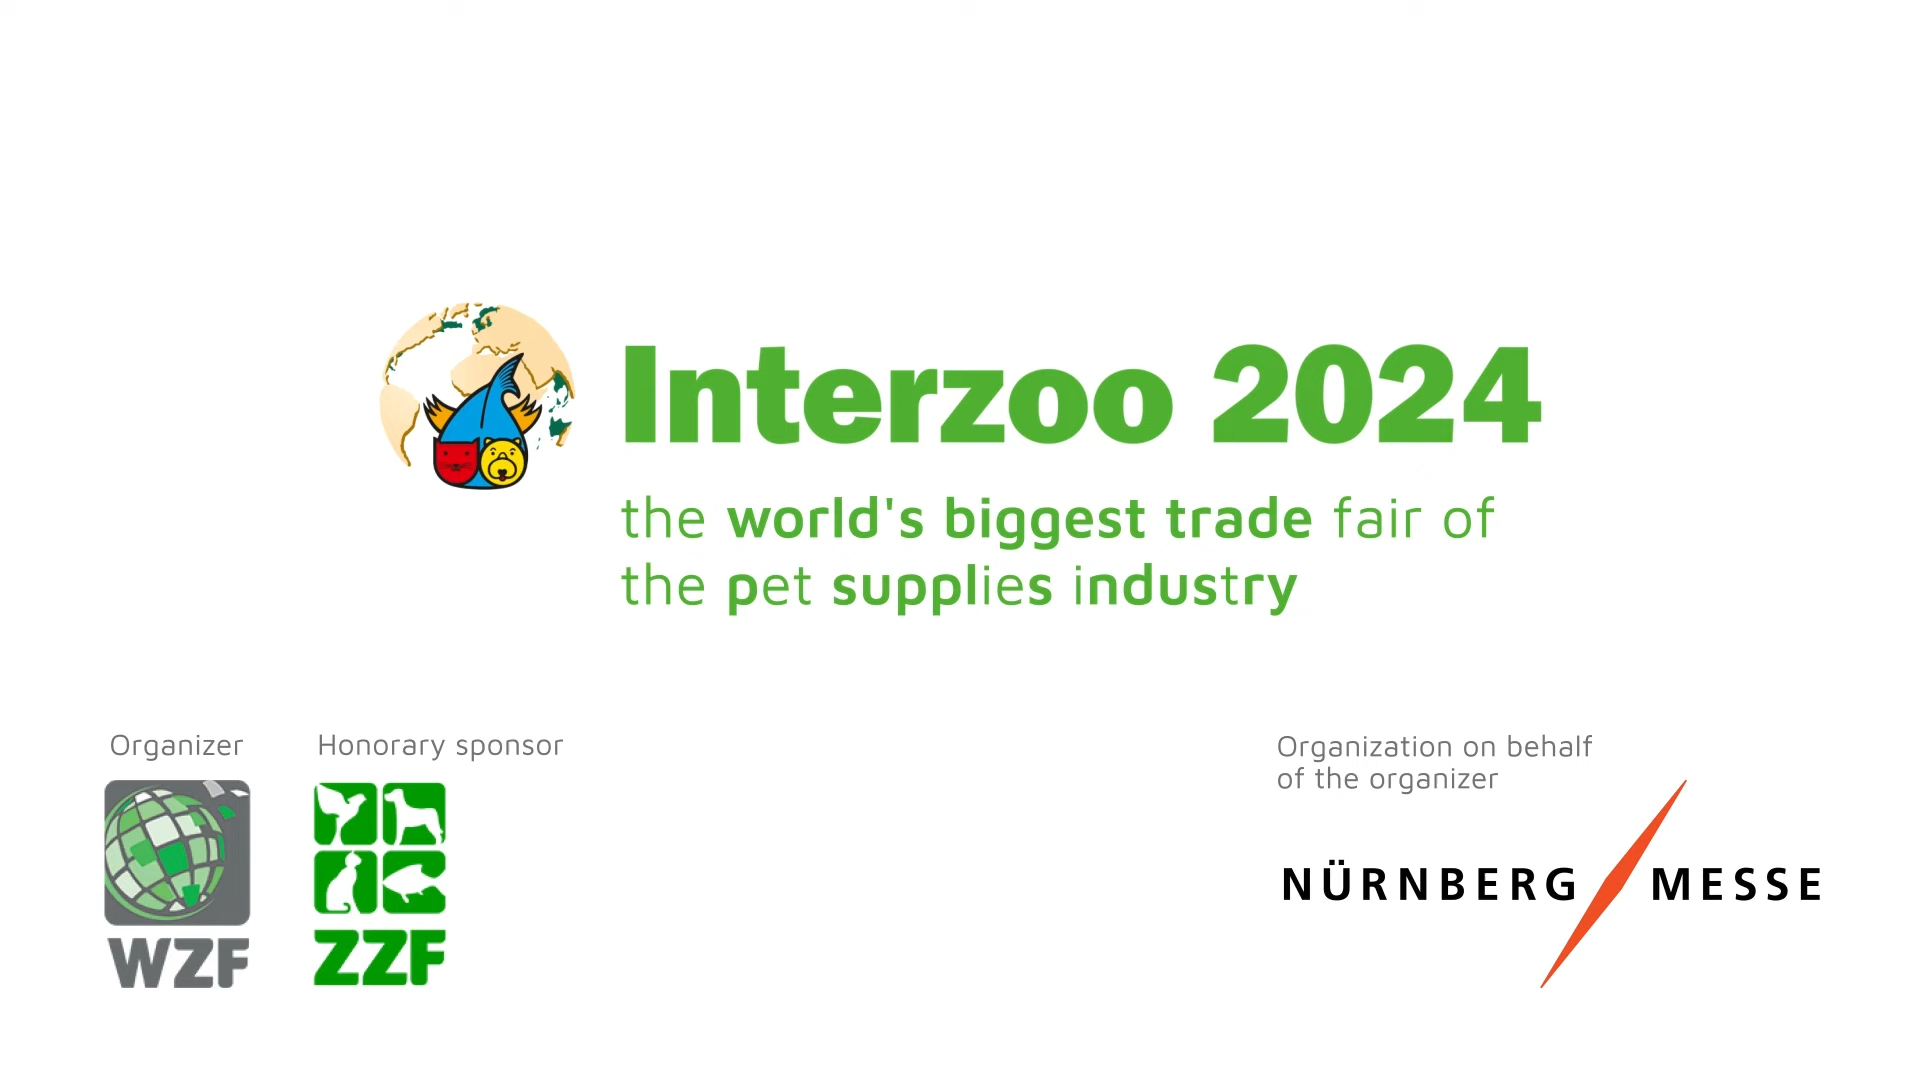 Interzoo 2024
the world's biggest trade fair of
the pet supplies industry
Organizer
Honorary sponsor
Organization on behalf
of the organizer
WZF
ZZF
NÜRNBERG MESSE